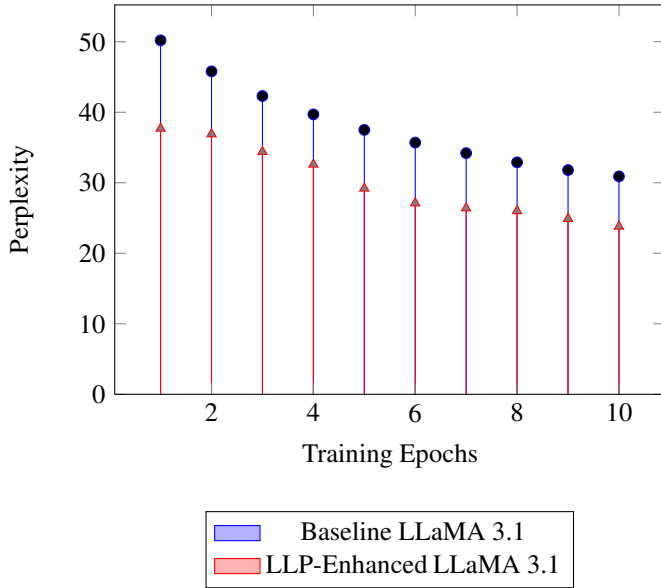 50
40
30
20
10
0
Perplexity
2 4 6 8 10
Training Epochs
Baseline LLaMA 3.1
LLP-Enhanced LLaMA 3.1